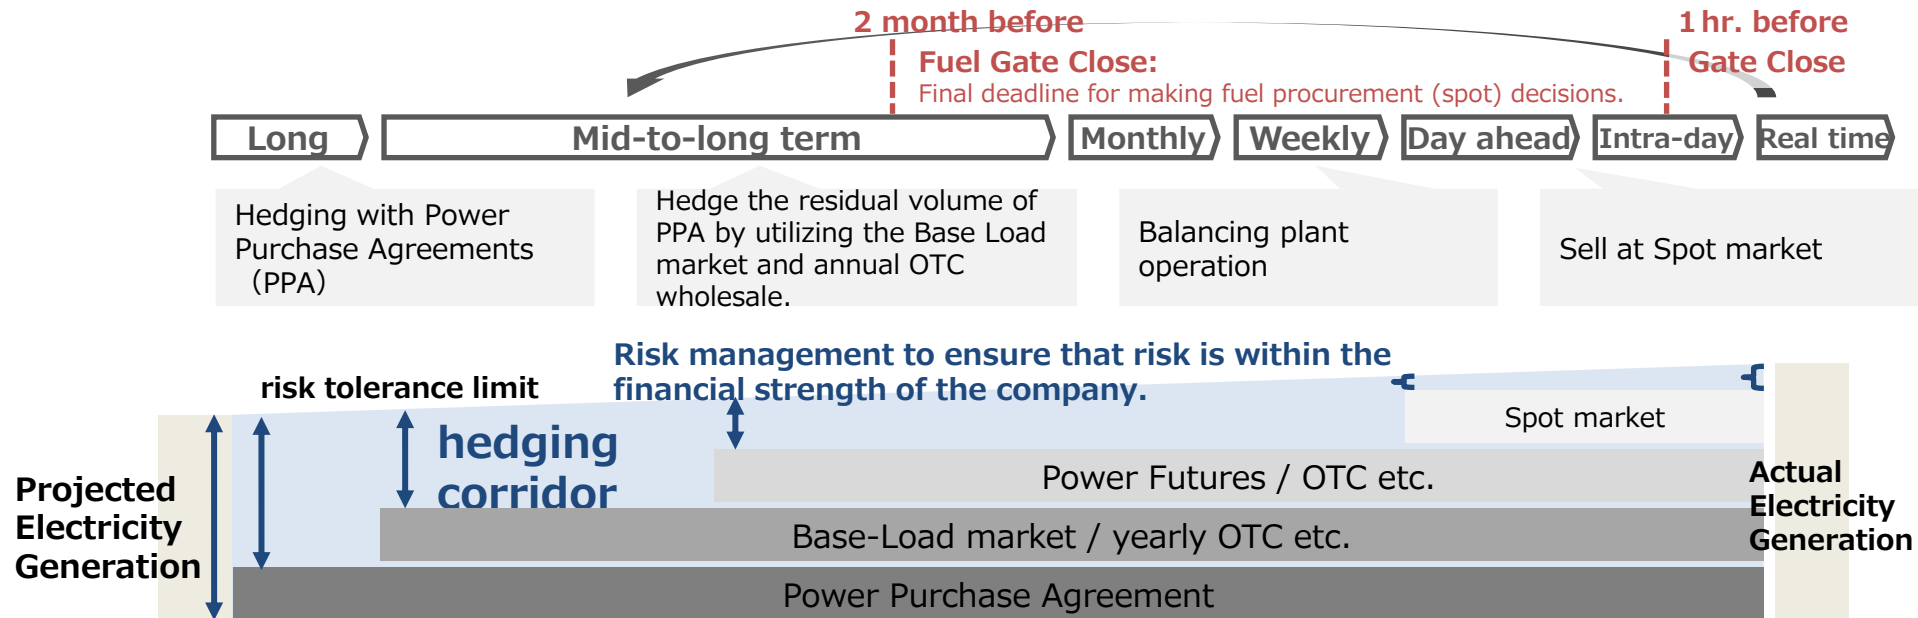 2 month before
1 hr. before
Fuel Gate Close:
Gate Close
Final deadline for making fuel procurement (spot) decisions.
Long
Mid-to-long term
Monthly
Weekly
Day ahead
Intra-day
Real time
Hedging with Power
Purchase Agreements
（PPA）
Hedge the residual volume of
PPA by utilizing the Base Load
market and annual OTC
wholesale.
Balancing plant
operation
Sell at Spot market
Risk management to ensure that risk is within the
financial strength of the company.
risk tolerance limit
hedging
corridor
Spot market
Power Futures / OTC etc.
Base-Load market / yearly OTC etc.
Power Purchase Agreement
Projected
Electricity
Generation
Actual
Electricity
Generation